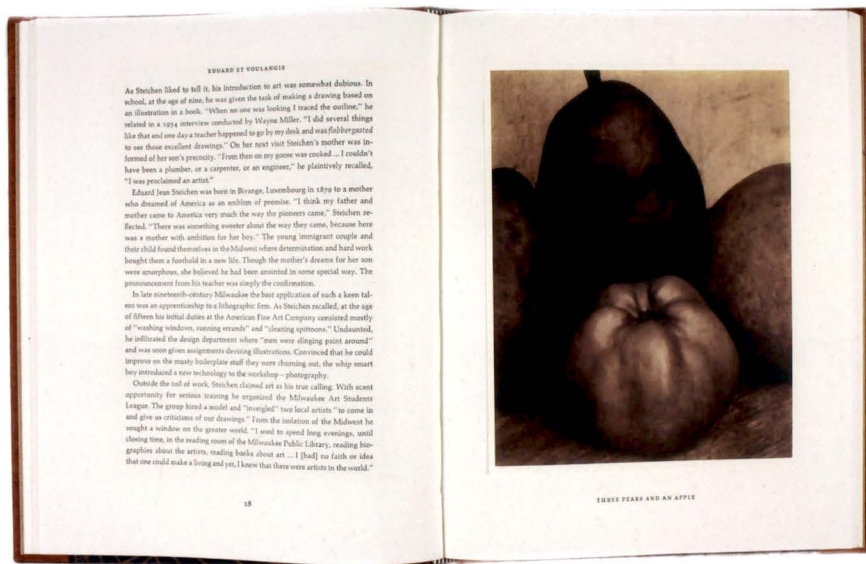 EDUARD ET VOULANGIS
As Steichen liked to tell it, his introduction to art was somewhat dubious. In
school, at the age of nine, he was given the task of making a drawing based on
an illustration in a book. "When no one was looking I traced the outline," he
related in a 1954 interview conducted by Wayne Miller. "I did several things
like that and one day a teacher happened to go by my desk and was flabbergasted
to see those excellent drawings." On her next visit Steichen's mother was in-
formed of her son's precocity. "From then on my goose was cooked ... I couldn't
have been a plumber, or a carpenter, or an engineer," he plaintively recalled,
"I was proclaimed an artist."
Eduard Jean Steichen was born in Bivange, Luxembourg in 1879 to a mother
who dreamed of America as an emblem of promise. "I think my father and
mother came to America very much the way the pioneers came," Steichen re-
flected. "There was something sweeter about the way they came, because here
was a mother with ambition for her boy." The young immigrant couple and
their child found themselves in the Midwest where determination and hard work
bought them a foothold in a new life. Though the mother's dreams for her son
were amorphous, she believed he had been anointed in some special way. The
pronouncement from his teacher was simply the confirmation.
In late nineteenth-century Milwaukee the best application of such a keen tal-
ent was an apprenticeship to a lithographic firm. As Steichen recalled, at the age
of fifteen his initial duties at the American Fine Art Company consisted mostly
of "washing windows, running errands" and "cleaning spittoons." Undaunted,
he infiltrated the design department where "men were slinging paint around"
and was soon given assignments devising illustrations. Convinced that he could
improve on the musty boilerplate stuff they were churning out, the whip smart
boy introduced a new technology to the workshop – photography.
Outside the toil of work, Steichen claimed art as his true calling. With scant
opportunity for serious training he organized the Milwaukee Art Students
League. The group hired a model and "inveigled" two local artists "to come in
and give us criticisms of our drawings." From the isolation of the Midwest he
sought a window on the greater world. "I used to spend long evenings, until
closing time, in the reading room of the Milwaukee Public Library, reading bio-
graphies about the artists, reading books about art ... I [had] no faith or idea
that one could make a living and yet, I knew that there were artists in the world."
18
THREE PEARS AND AN APPLE